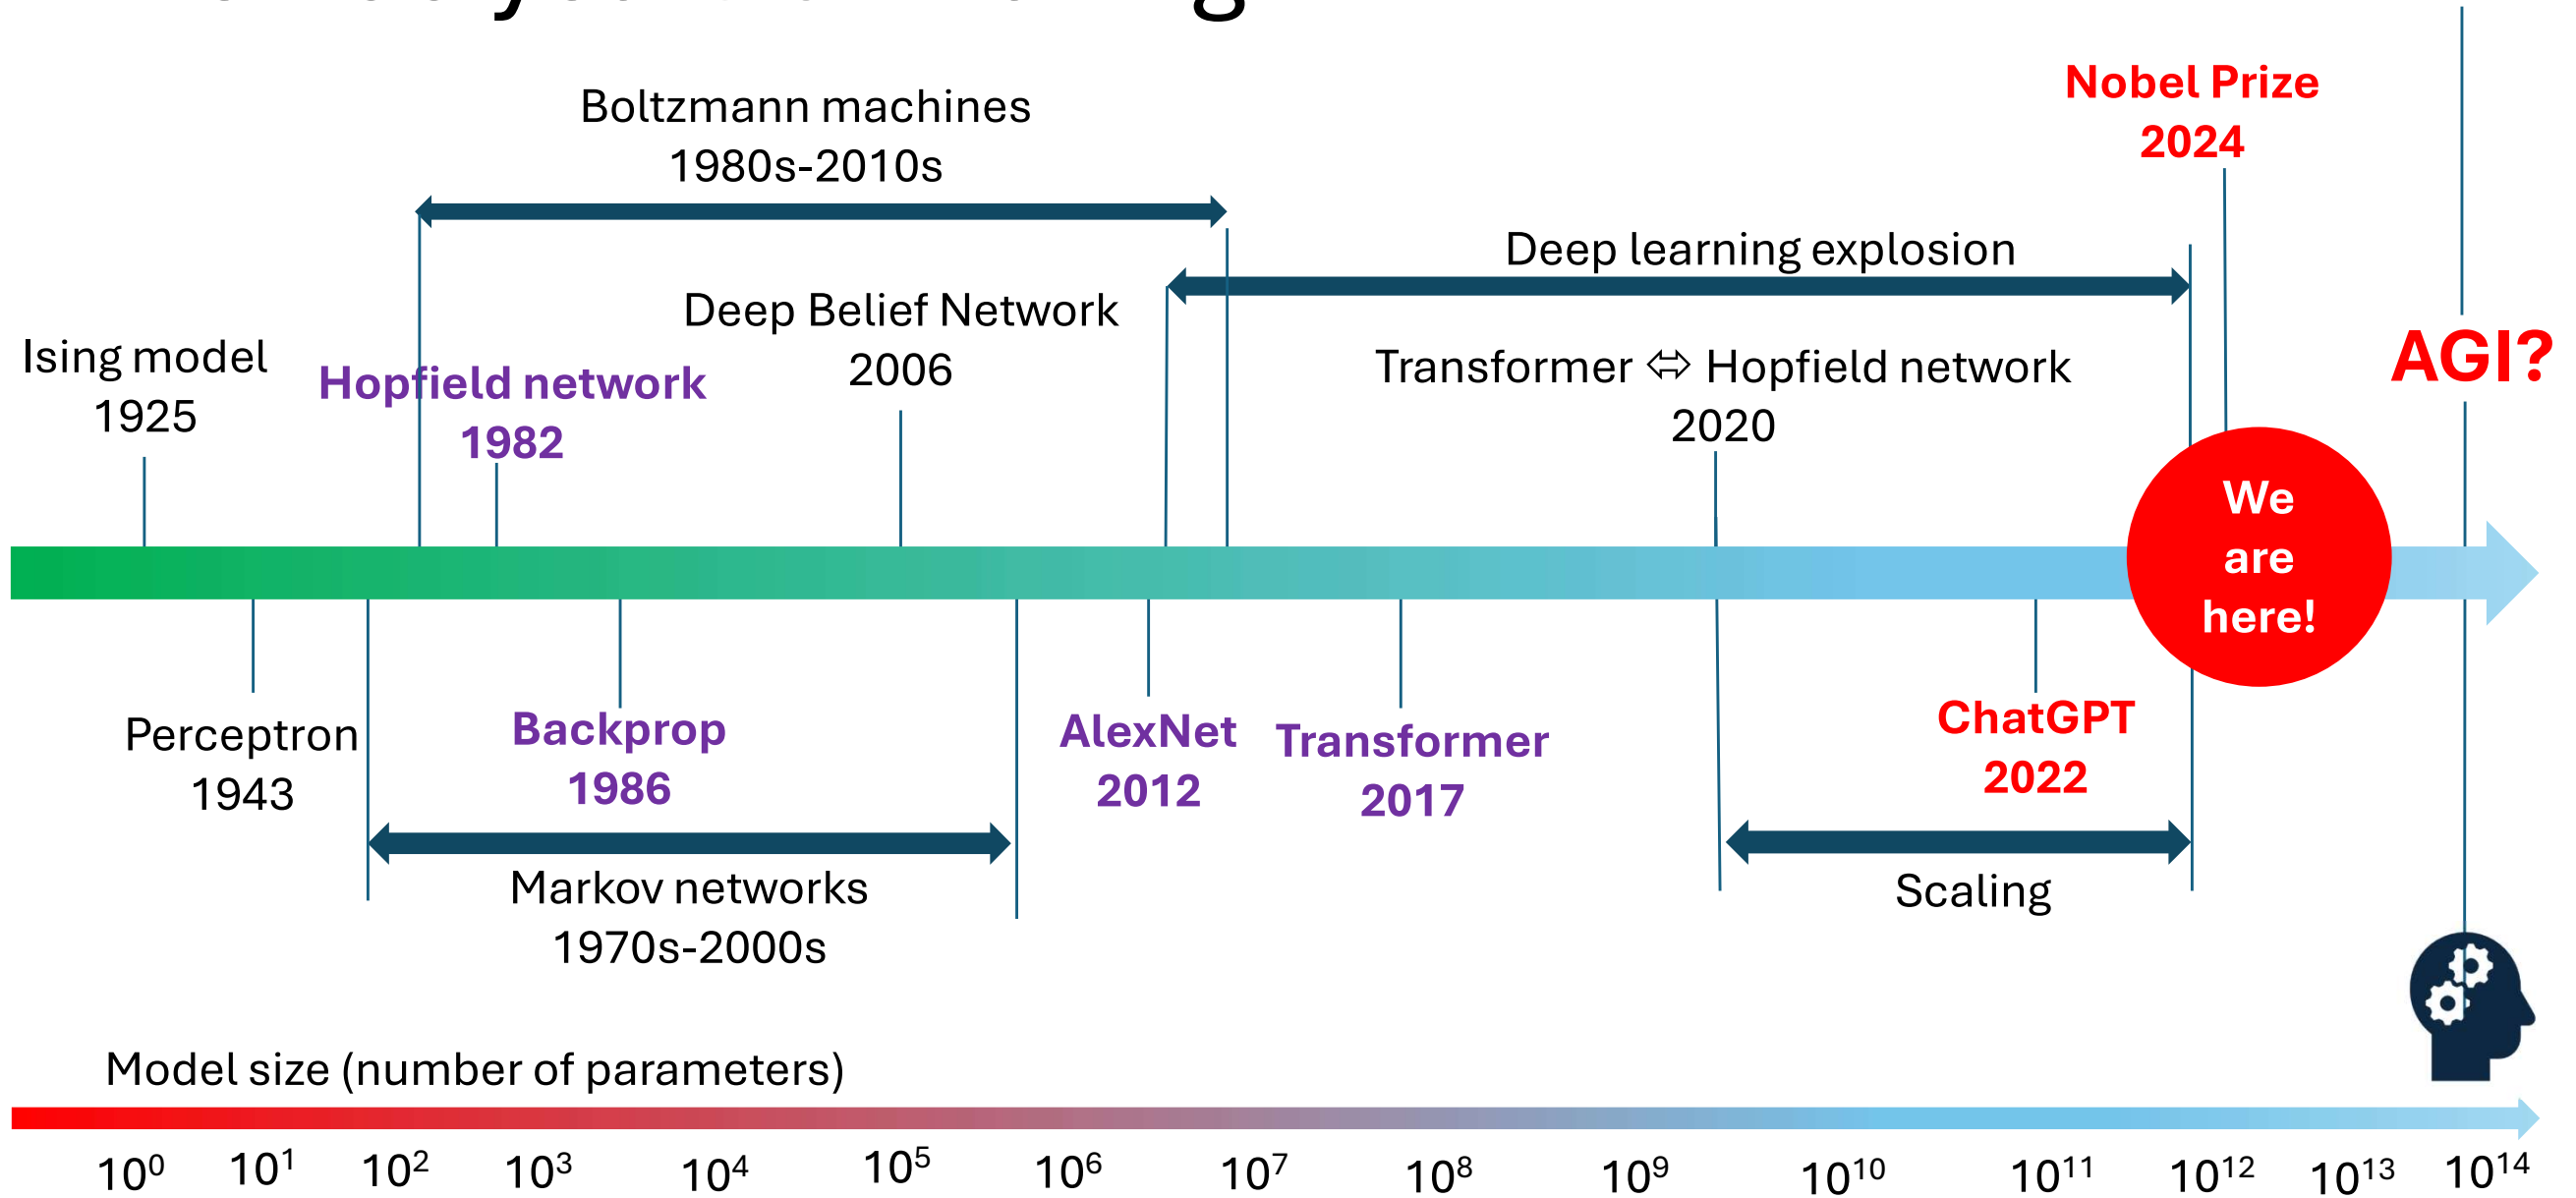 Boltzmann machines
1980s-2010s
Nobel Prize
2024
Deep learning explosion
Deep Belief Network
2006
Ising model
1925
Hopfield network
1982
Transformer ⬄ Hopfield network
2020
AGI?
We
are
here!
Perceptron
1943
Backprop
1986
AlexNet
2012
Transformer
2017
ChatGPT
2022
Markov networks
1970s-2000s
Scaling
Model size (number of parameters)
10⁰ 10¹ 10² 10³ 10⁴ 10⁵ 10⁶ 10⁷ 10⁸ 10⁹ 10¹⁰ 10¹¹ 10¹² 10¹³ 10¹⁴